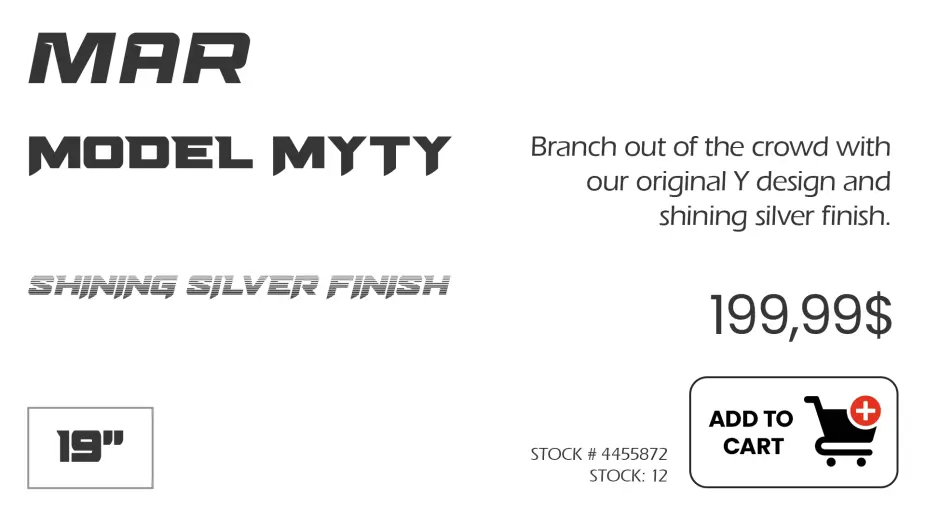 MAR
MODEL MYTY
Branch out of the crowd with
our original Y design and
shining silver finish.
SHINING SILVER FINISH
199,99$
19"
STOCK # 4455872
STOCK: 12
ADD TO
CART